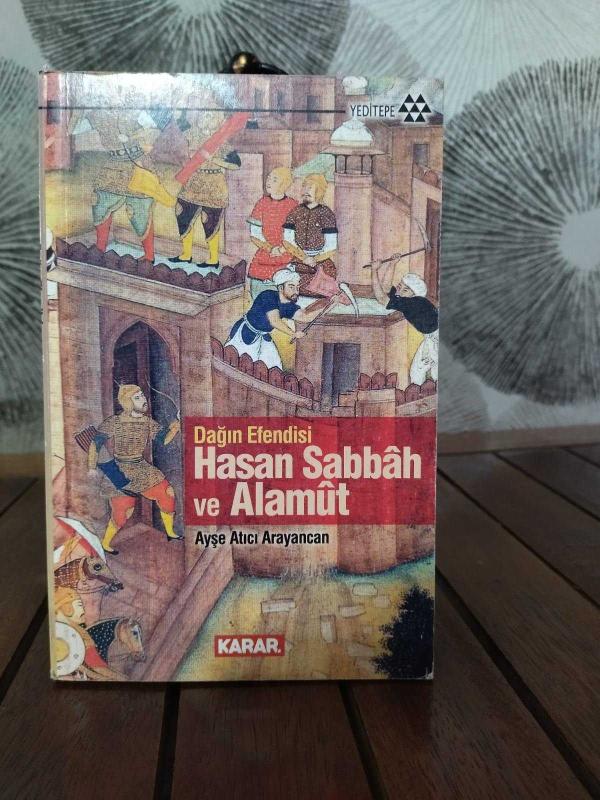 YEDİTEPE
Dağın Efendisi
Hasan Sabbâh
ve Alamût
Ayşe Atıcı Arayancan
KARAR.